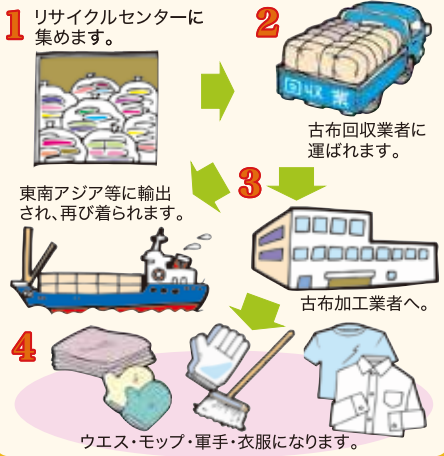 1 リサイクルセンターに
集めます。
2
回収業
古布回収業者に
運ばれます。
3
東南アジア等に輸出
され、再び着られます。
古布加工業者へ。
4
ウエス・モップ・軍手・衣服になります。